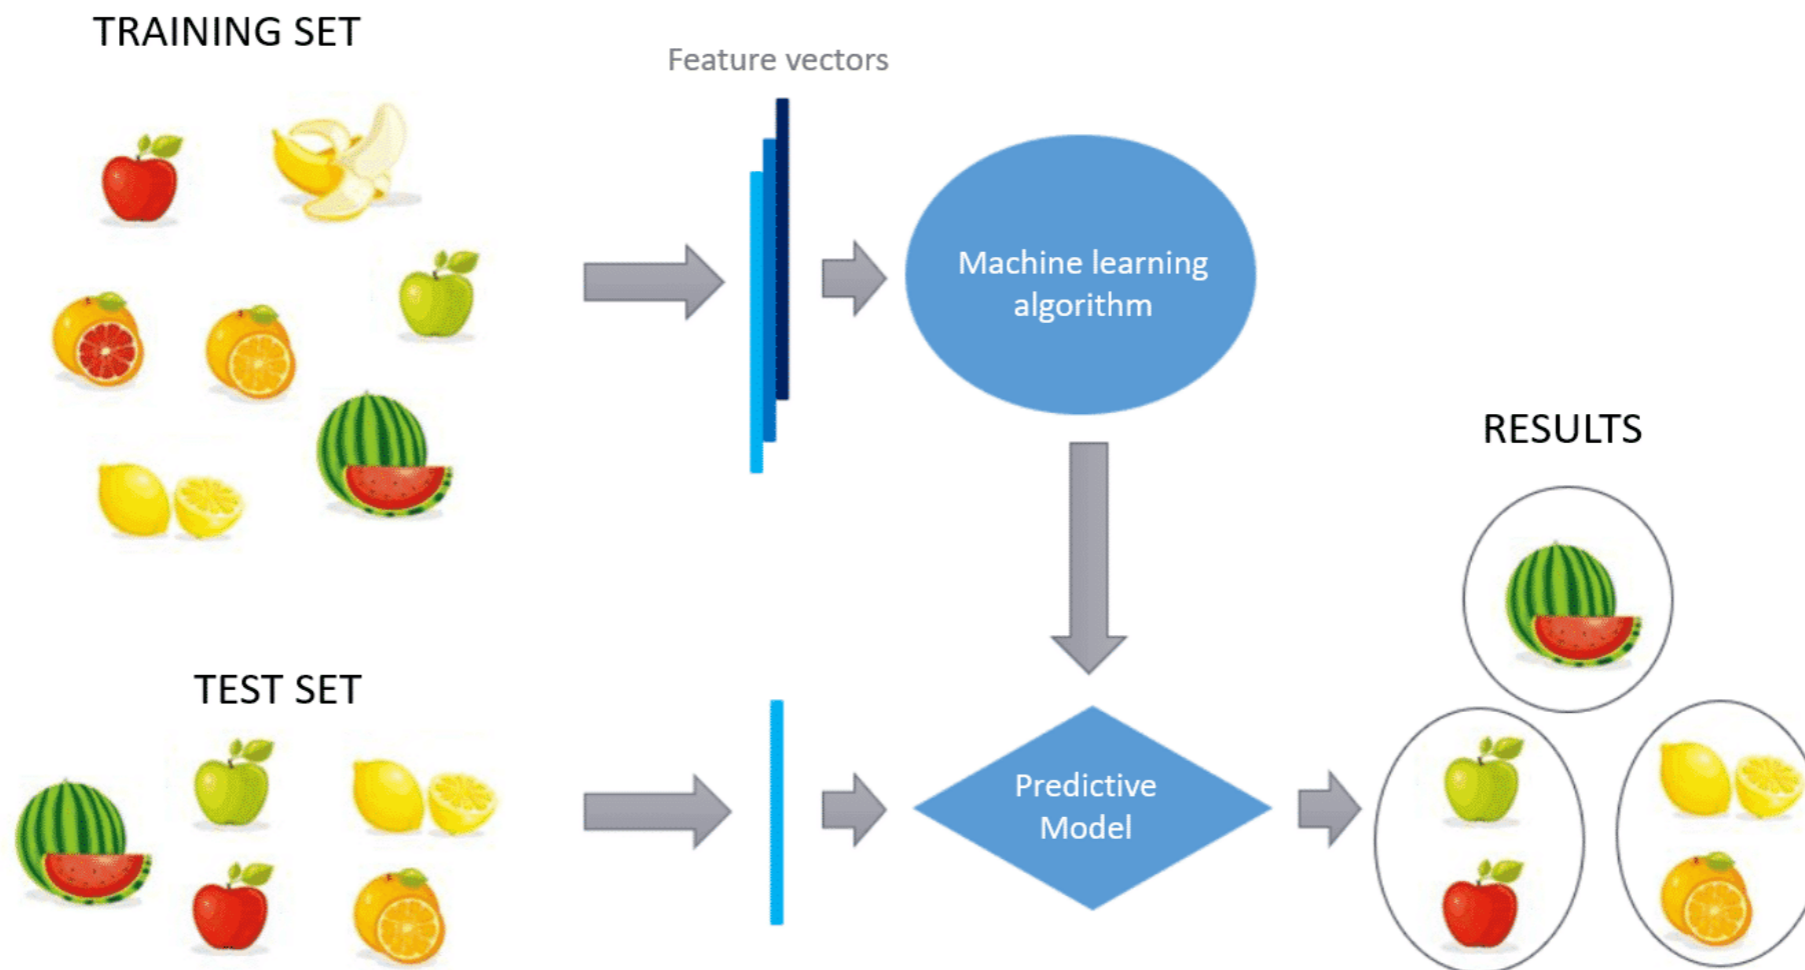 TRAINING SET
Feature vectors
Machine learning
algorithm
RESULTS
TEST SET
Predictive
Model